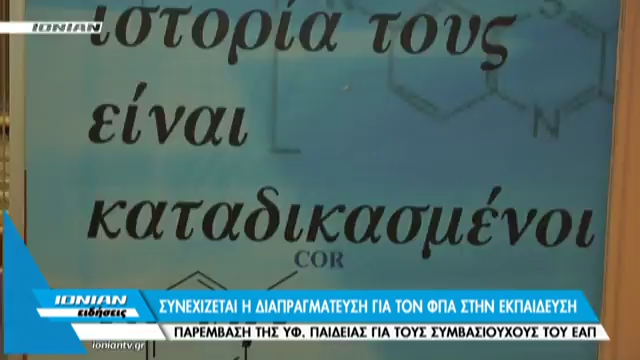 IONIAN
ιστορία τους
είναι
καταδικασμένοι
N
COR
IONIAN
ειδήσεις
ΣΥΝΕΧΙΖΕΤΑΙ Η ΔΙΑΠΡΑΓΜΑΤΕΥΣΗ ΓΙΑ ΤΟΝ ΦΠΑ ΣΤΗΝ ΕΚΠΑΙΔΕΥΣΗ
ΠΑΡΕΜΒΑΣΗ ΤΗΣ ΥΦ. ΠΑΙΔΕΙΑΣ ΓΙΑ ΤΟΥΣ ΣΥΜΒΑΣΙΟΥΧΟΥΣ ΤΟΥ ΕΑΠ
ioniantv.gr